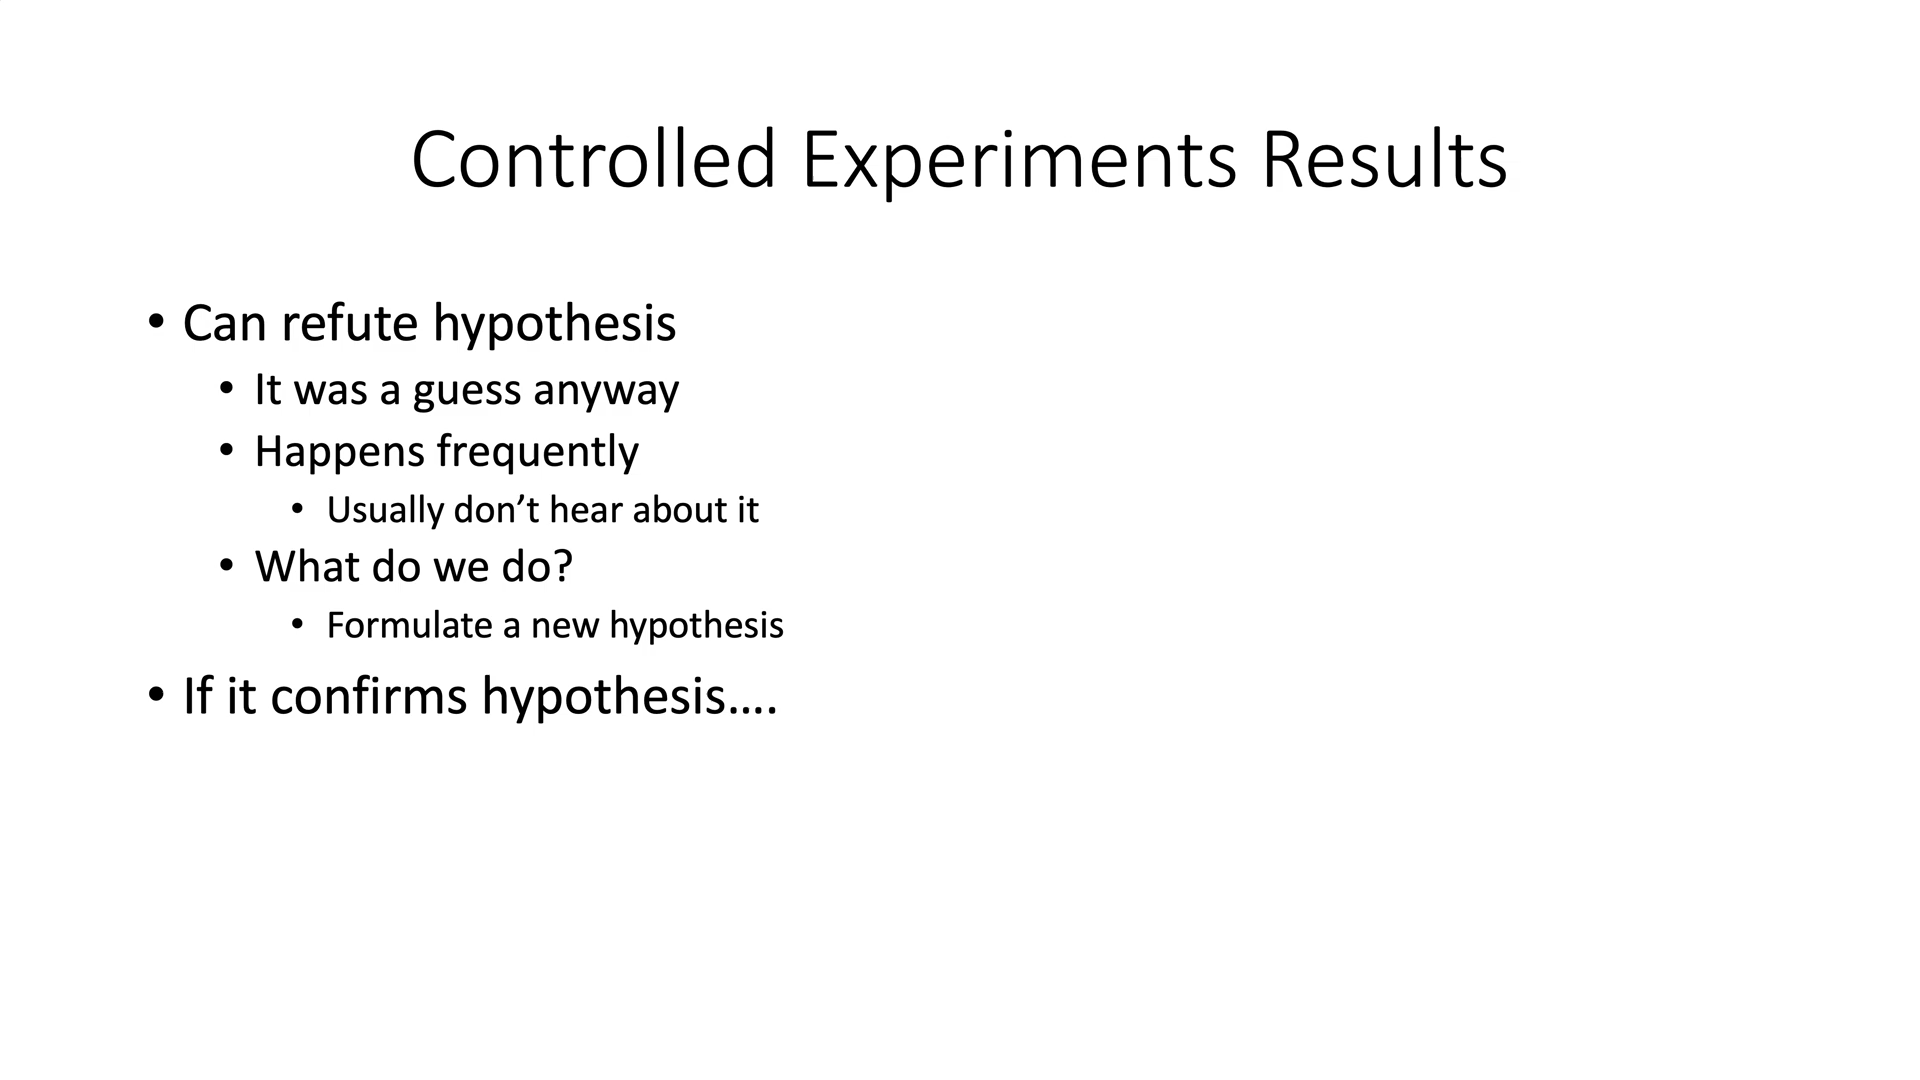 Controlled Experiments Results
• Can refute hypothesis
• It was a guess anyway
• Happens frequently
• Usually don’t hear about it
• What do we do?
• Formulate a new hypothesis
• If it confirms hypothesis….